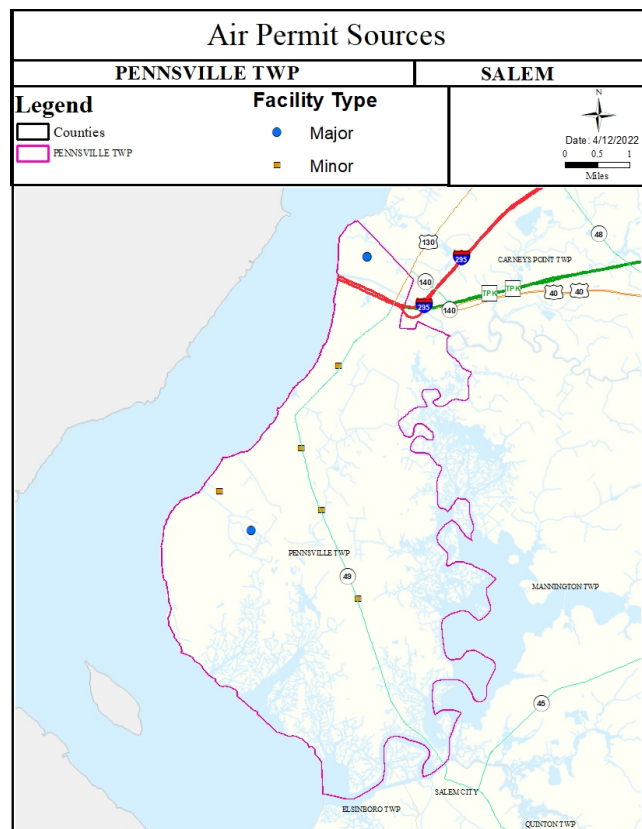 Air Permit Sources
PENNSVILLE TWP
SALEM
Legend
Counties
PENNSVILLE TWP
Facility Type
Major
Minor
N
Date: 4/12/2022
0 0.5 1
Miles
130
48
295
CARNEYS POINT TWP
140
TPK
TPK
40
40
295
140
PENNSVILLE TWP
49
MANNINGTON TWP
45
SALEM CITY
ELSINBORO TWP
QUINTON TWP